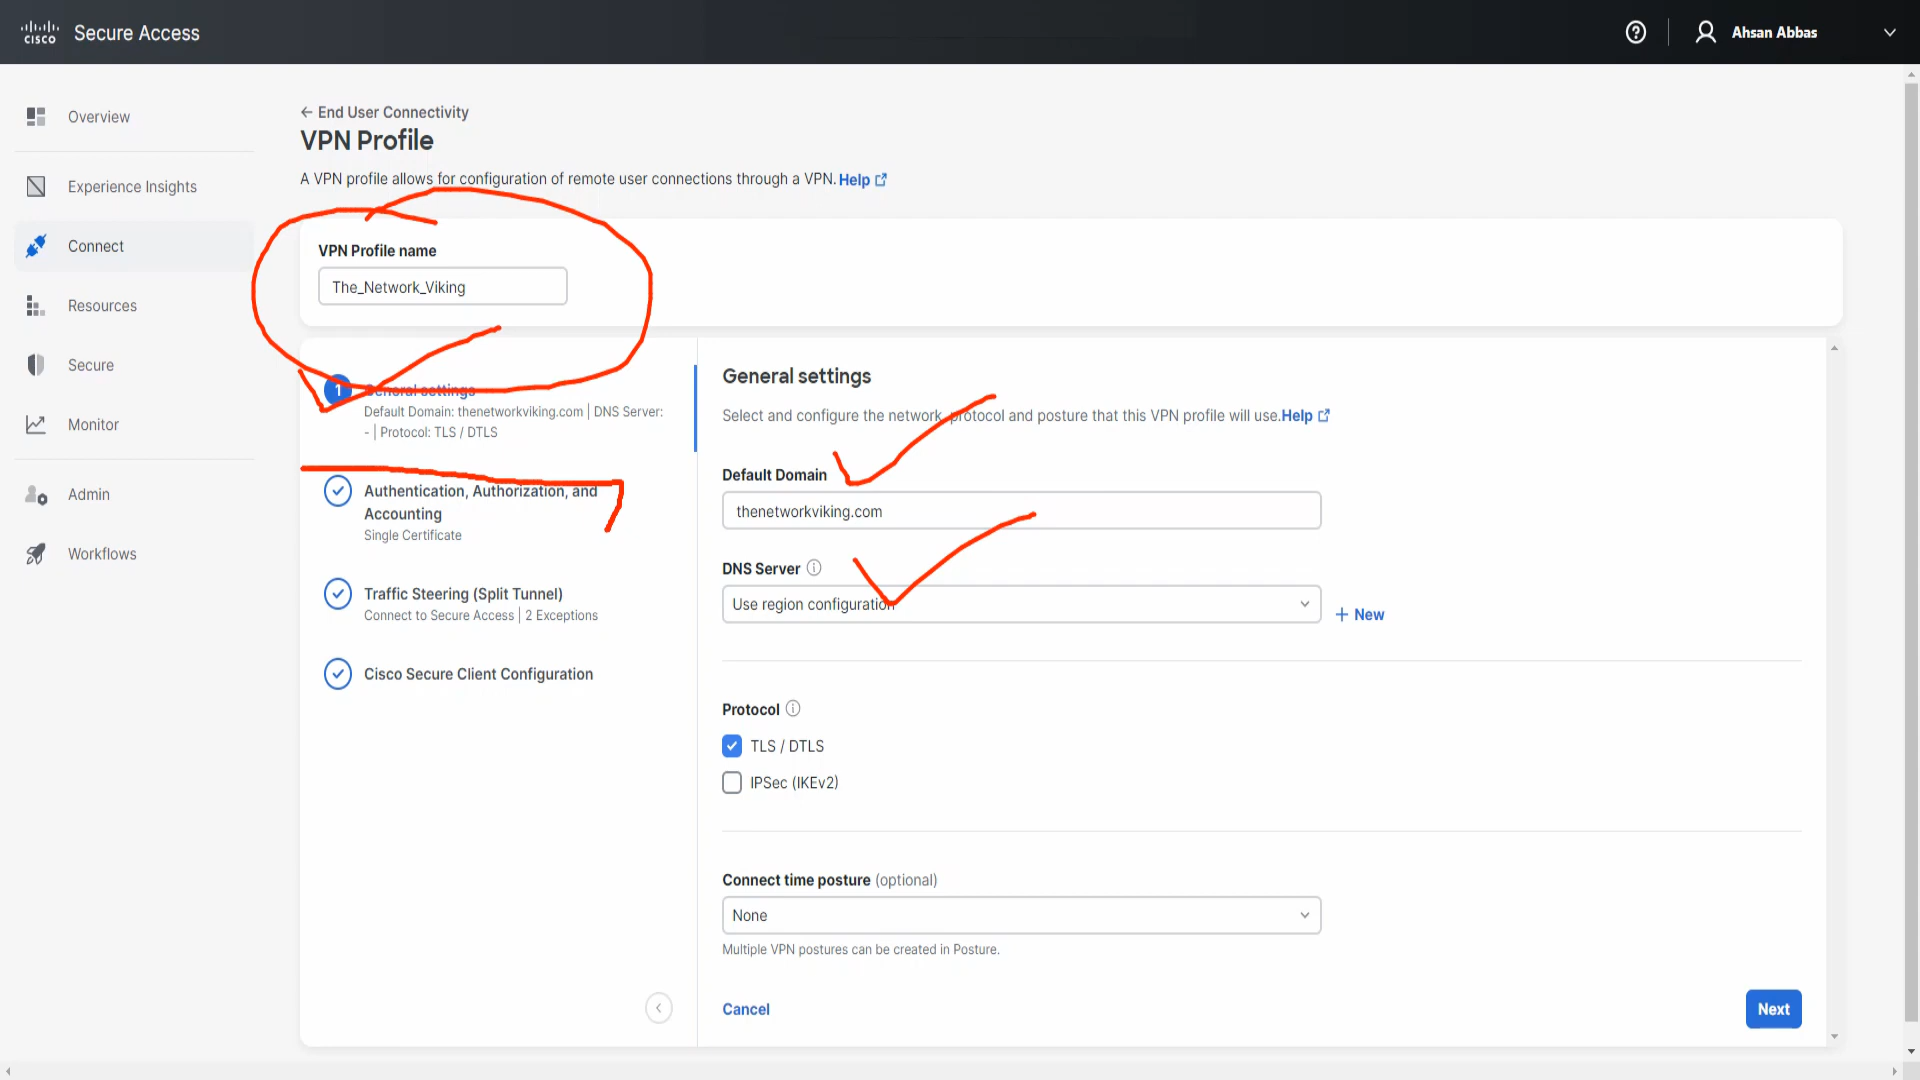 cisco Secure Access
Ahsan Abbas
Overview
Experience Insights
Connect
Resources
Secure
Monitor
Admin
Workflows
← End User Connectivity
VPN Profile
A VPN profile allows for configuration of remote user connections through a VPN. Help
VPN Profile name
The_Network_Viking
1 General settings
Default Domain: thenetworkviking.com | DNS Server:
- | Protocol: TLS / DTLS
Authentication, Authorization, and
Accounting
Single Certificate
Traffic Steering (Split Tunnel)
Connect to Secure Access | 2 Exceptions
Cisco Secure Client Configuration
General settings
Select and configure the network, protocol and posture that this VPN profile will use. Help
Default Domain
thenetworkviking.com
DNS Server
Use region configuration
+ New
Protocol
TLS / DTLS
IPSec (IKEv2)
Connect time posture (optional)
None
Multiple VPN postures can be created in Posture.
Cancel
Next